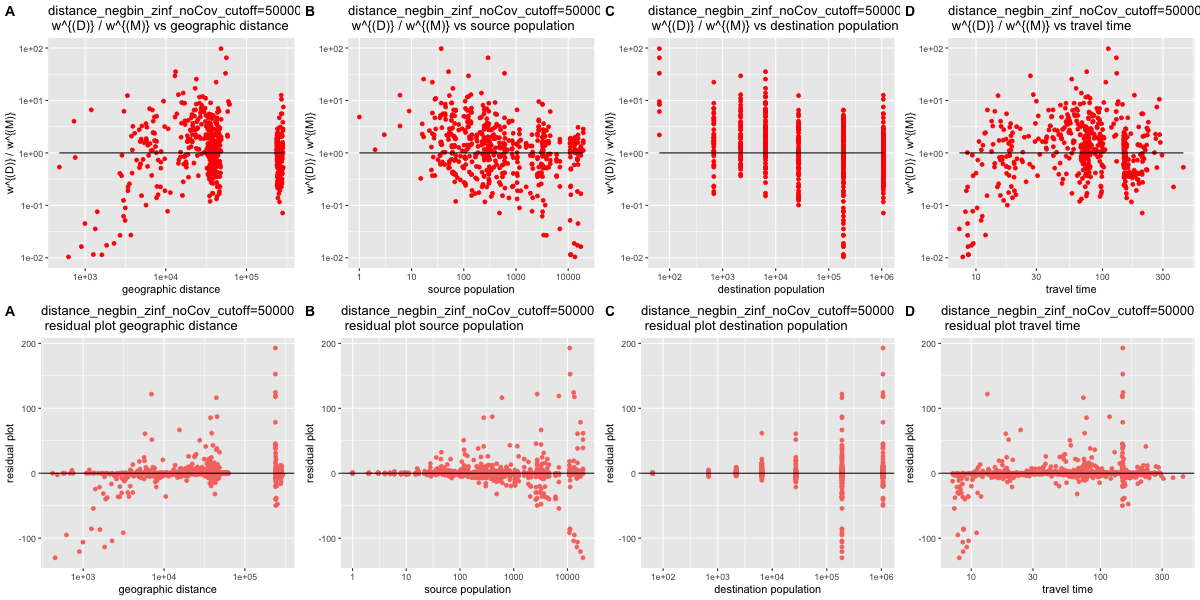 A
distance_negbin_zinf_noCov_cutoff=50000
w^{(D)} / w^{(M)} vs geographic distance
w^{(D)} / w^{(M)}
1e+02
1e+01
1e+00
1e-01
1e-02
1e+03
1e+04
1e+05
geographic distance
B
distance_negbin_zinf_noCov_cutoff=50000
w^{(D)} / w^{(M)} vs source population
w^{(D)} / w^{(M)}
1e+02
1e+01
1e+00
1e-01
1e-02
1
10
100
1000
10000
source population
C
distance_negbin_zinf_noCov_cutoff=50000
w^{(D)} / w^{(M)} vs destination population
w^{(D)} / w^{(M)}
1e+02
1e+01
1e+00
1e-01
1e-02
1e+02
1e+03
1e+04
1e+05
1e+06
destination population
D
distance_negbin_zinf_noCov_cutoff=50000
w^{(D)} / w^{(M)} vs travel time
w^{(D)} / w^{(M)}
1e+02
1e+01
1e+00
1e-01
1e-02
10
30
100
300
travel time
A
distance_negbin_zinf_noCov_cutoff=50000
residual plot geographic distance
residual plot
200
100
0
-100
1e+03
1e+04
1e+05
geographic distance
B
distance_negbin_zinf_noCov_cutoff=50000
residual plot source population
residual plot
200
100
0
-100
1
10
100
1000
10000
source population
C
distance_negbin_zinf_noCov_cutoff=50000
residual plot destination population
residual plot
200
100
0
-100
1e+02
1e+03
1e+04
1e+05
1e+06
destination population
D
distance_negbin_zinf_noCov_cutoff=50000
residual plot travel time
residual plot
200
100
0
-100
10
30
100
300
travel time